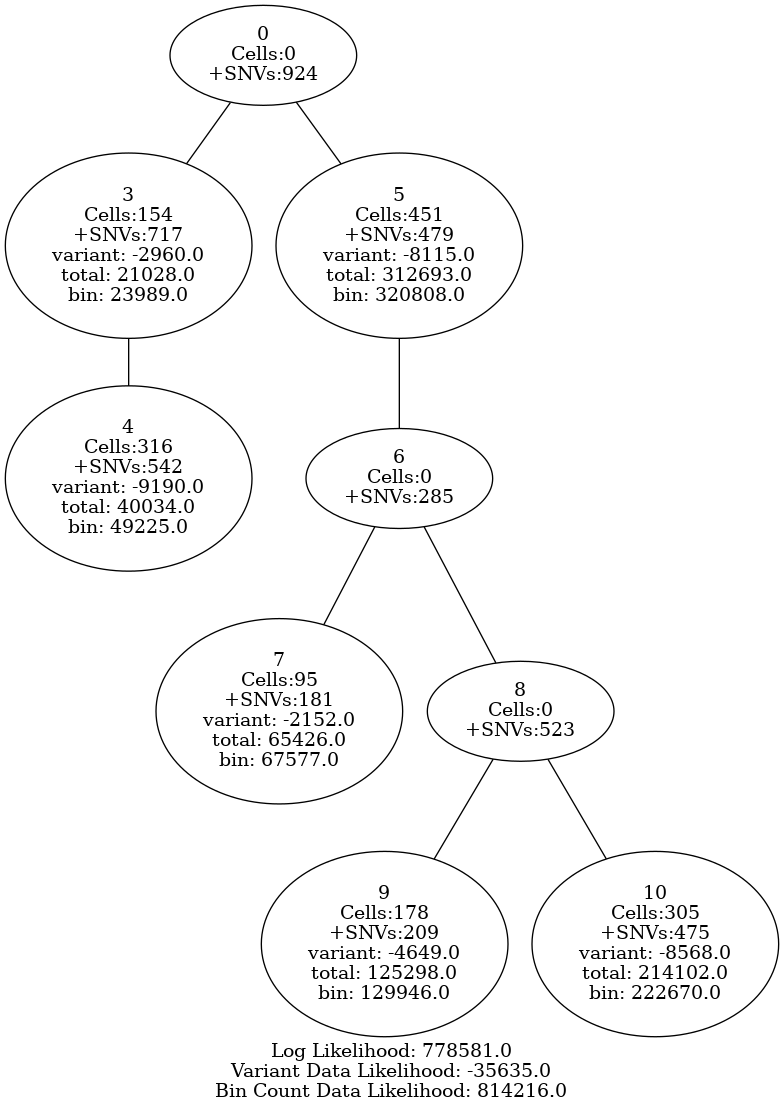 0
Cells:0
+SNVs:924
3
Cells:154
+SNVs:717
variant: -2960.0
total: 21028.0
bin: 23989.0
5
Cells:451
+SNVs:479
variant: -8115.0
total: 312693.0
bin: 320808.0
4
Cells:316
+SNVs:542
variant: -9190.0
total: 40034.0
bin: 49225.0
6
Cells:0
+SNVs:285
7
Cells:95
+SNVs:181
variant: -2152.0
total: 65426.0
bin: 67577.0
8
Cells:0
+SNVs:523
9
Cells:178
+SNVs:209
variant: -4649.0
total: 125298.0
bin: 129946.0
10
Cells:305
+SNVs:475
variant: -8568.0
total: 214102.0
bin: 222670.0
Log Likelihood: 778581.0
Variant Data Likelihood: -35635.0
Bin Count Data Likelihood: 814216.0